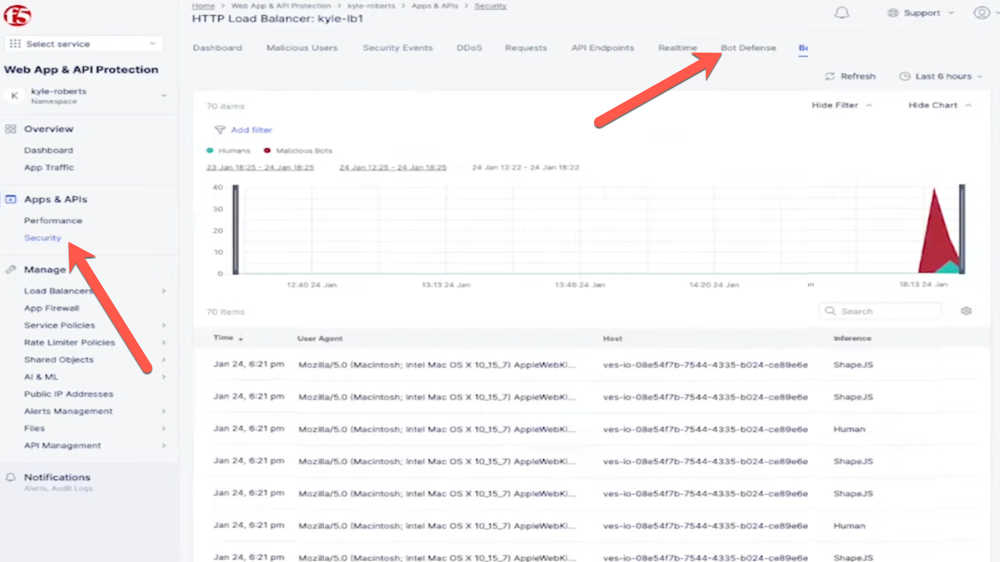 f5
Home > Web App & API Protection > kyle-roberts > Apps & APIs > Security
HTTP Load Balancer: kyle-lb1
Support
Select service
Dashboard Malicious Users Security Events DDoS Requests API Endpoints Realtime Bot Defense
Web App & API Protection
Refresh Last 6 hours
K kyle-roberts
Namespace
70 items Hide Filter Hide Chart
Add filter
Overview
Dashboard
App Traffic
Humans Malicious Bots
23 Jan 18:25 - 24 Jan 18:25 24 Jan 12:25 - 24 Jan 18:25 24 Jan 12:22 - 24 Jan 18:22
Apps & APIs
Performance
Security
40
30
20
10
0
12:40 24 Jan 13:13 24 Jan 13:46 24 Jan 14:20 24 Jan 18:13 24 Jan
Manage
Load Balancers
App Firewall
Service Policies
Rate Limiter Policies
Shared Objects
AI & ML
Public IP Addresses
Alerts Management
Files
API Management
Notifications
Alerts, Audit Logs
70 items Search
Time User Agent Host Inference
Jan 24, 6:21 pm Mozilla/5.0 (Macintosh; Intel Mac OS X 10_15_7) AppleWebKi... ves-io-08e54f7b-7544-4335-b024-ce89e6e ShapeJS
Jan 24, 6:21 pm Mozilla/5.0 (Macintosh; Intel Mac OS X 10_15_7) AppleWebKi... ves-io-08e54f7b-7544-4335-b024-ce89e6e ShapeJS
Jan 24, 6:21 pm Mozilla/5.0 (Macintosh; Intel Mac OS X 10_15_7) AppleWebKi... ves-io-08e54f7b-7544-4335-b024-ce89e6e Human
Jan 24, 6:21 pm Mozilla/5.0 (Macintosh; Intel Mac OS X 10_15_7) AppleWebKi... ves-io-08e54f7b-7544-4335-b024-ce89e6e ShapeJS
Jan 24, 6:21 pm Mozilla/5.0 (Macintosh; Intel Mac OS X 10_15_7) AppleWebKi... ves-io-08e54f7b-7544-4335-b024-ce89e6e ShapeJS
Jan 24, 6:21 pm Mozilla/5.0 (Macintosh; Intel Mac OS X 10_15_7) AppleWebKi... ves-io-08e54f7b-7544-4335-b024-ce89e6e Human
Jan 24, 6:21 pm Mozilla/5.0 (Macintosh; Intel Mac OS X 10_15_7) AppleWebKi... ves-io-08e54f7b-7544-4335-b024-ce89e6e ShapeJS